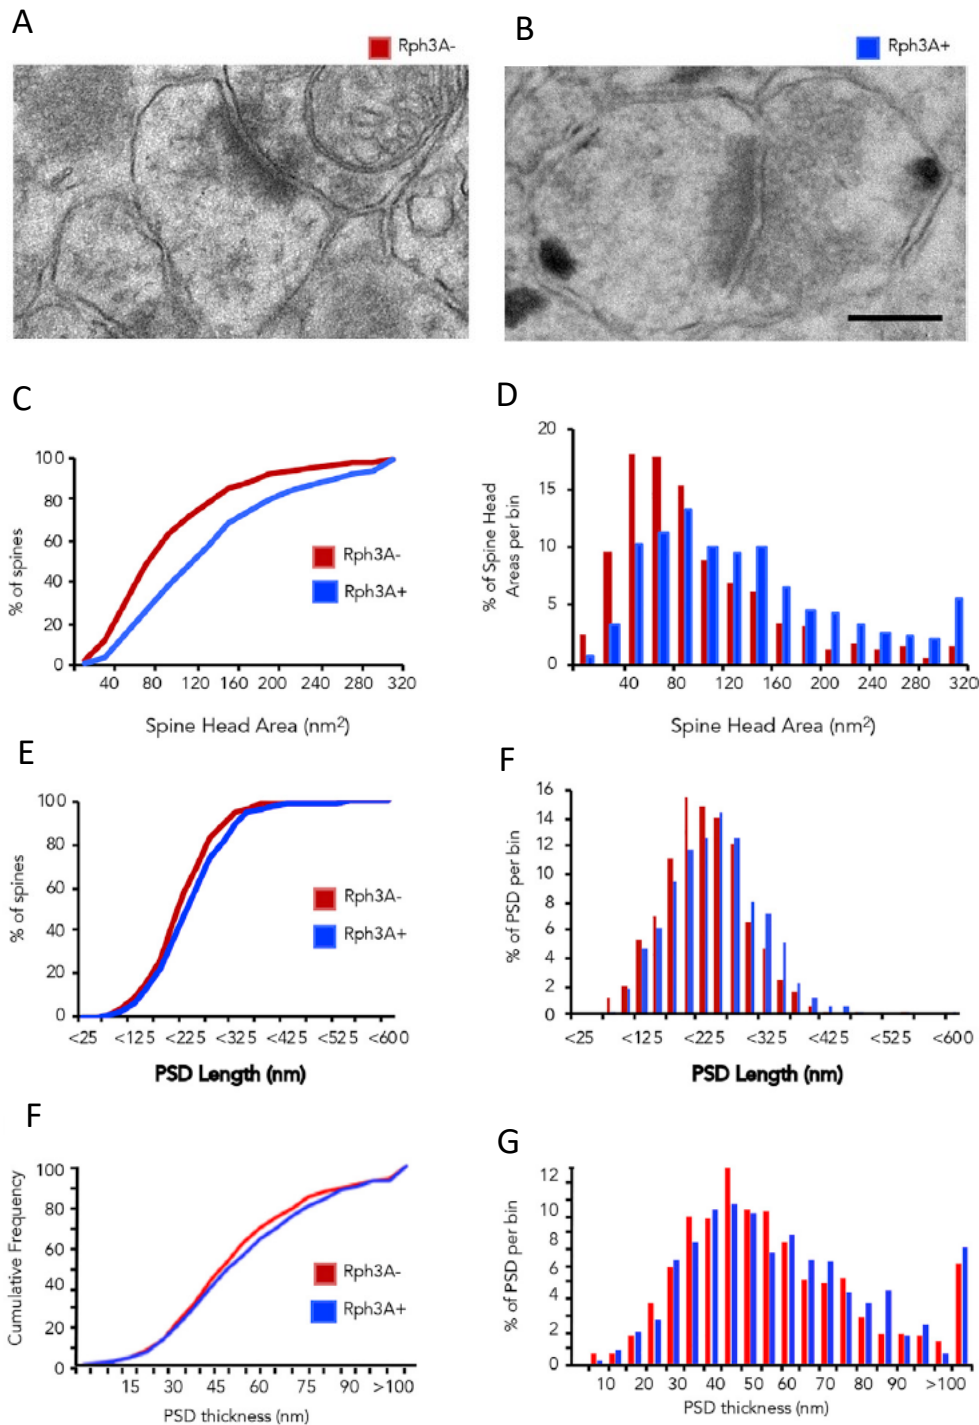 A
Rph3A-
B
Rph3A+
C
100
80
60
40
20
0
% of spines
Rph3A-
Rph3A+
40 80 120 160 200 240 280 320
Spine Head Area (nm²)
D
20
15
10
5
0
% of Spine Head
Areas per bin
40 80 120 160 200 240 280 320
Spine Head Area (nm²)
E
100
80
60
40
20
0
% of spines
Rph3A-
Rph3A+
<25 <125 <225 <325 <425 <525 <600
PSD Length (nm)
F
16
14
12
10
8
6
4
2
0
% of PSD per bin
<25 <125 <225 <325 <425 <525 <600
PSD Length (nm)
F
100
80
60
40
20
0
Cumulative Frequency
Rph3A-
Rph3A+
15 30 45 60 75 90 >100
PSD thickness (nm)
G
12
10
8
6
4
2
0
% of PSD per bin
10 20 30 40 50 60 70 80 90 >100
PSD thickness (nm)